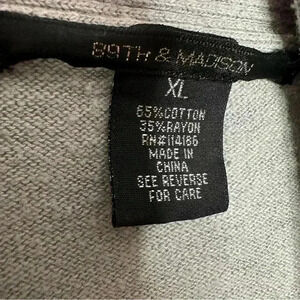 89TH & MADISON
XL
65%COTTON
35%RAYON
RN#114186
MADE IN
CHINA
SEE REVERSE
FOR CARE